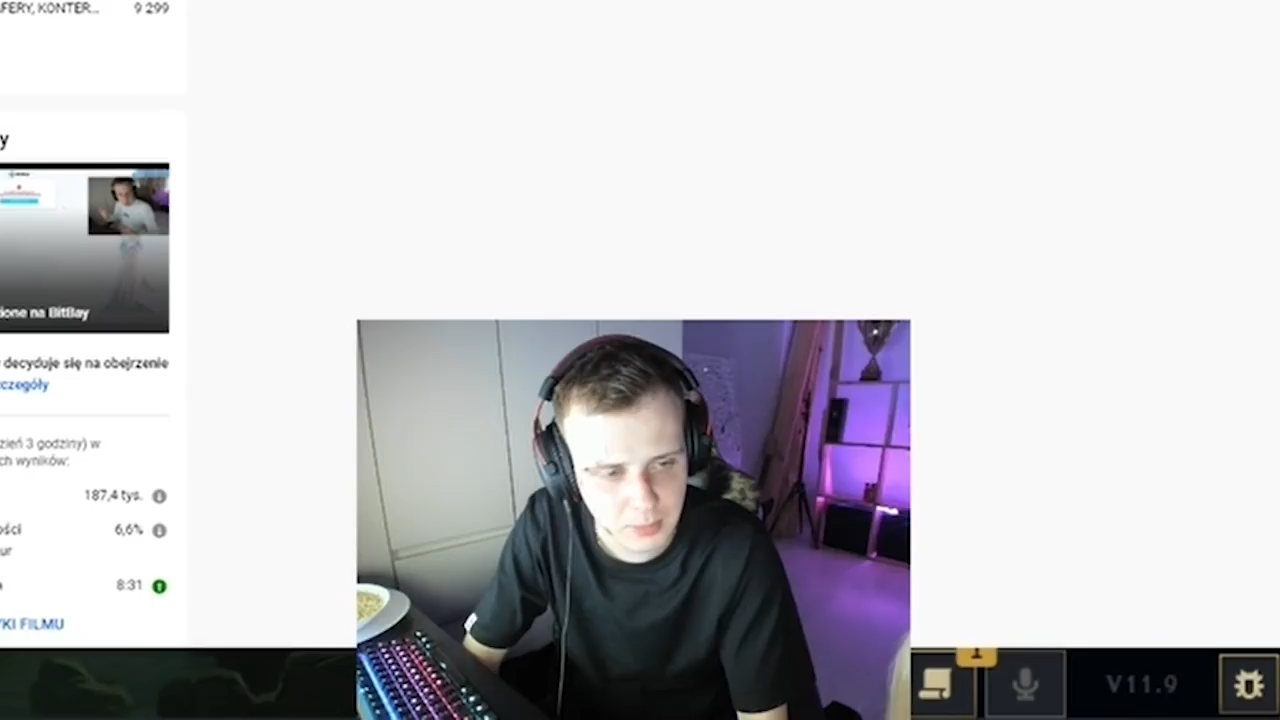 FERY, KONTER... 9 299
y
ione na BitBay
decyduje się na obejrzenie
czegóły
zień 3 godziny) w
ch wyników:
187,4 tys.
ości 6,6%
ur
8:31
KI FILMU
1
V11.9